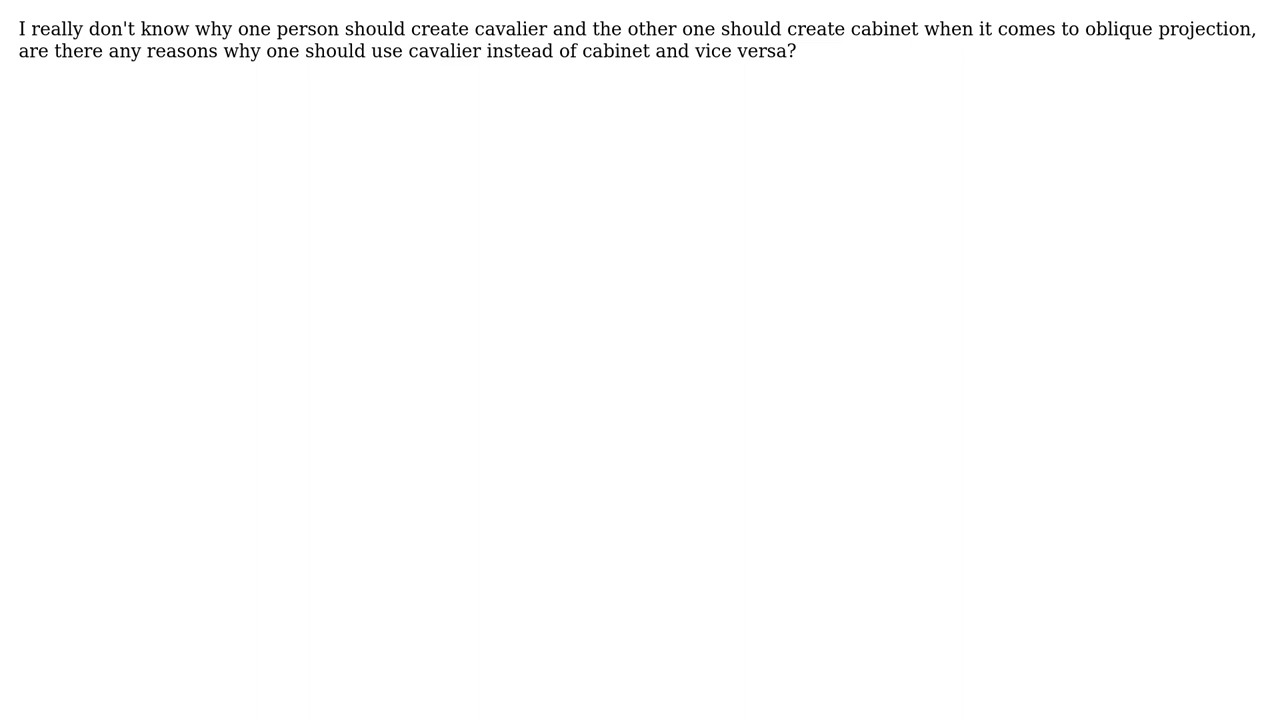 I really don't know why one person should create cavalier and the other one should create cabinet when it comes to oblique projection,
are there any reasons why one should use cavalier instead of cabinet and vice versa?